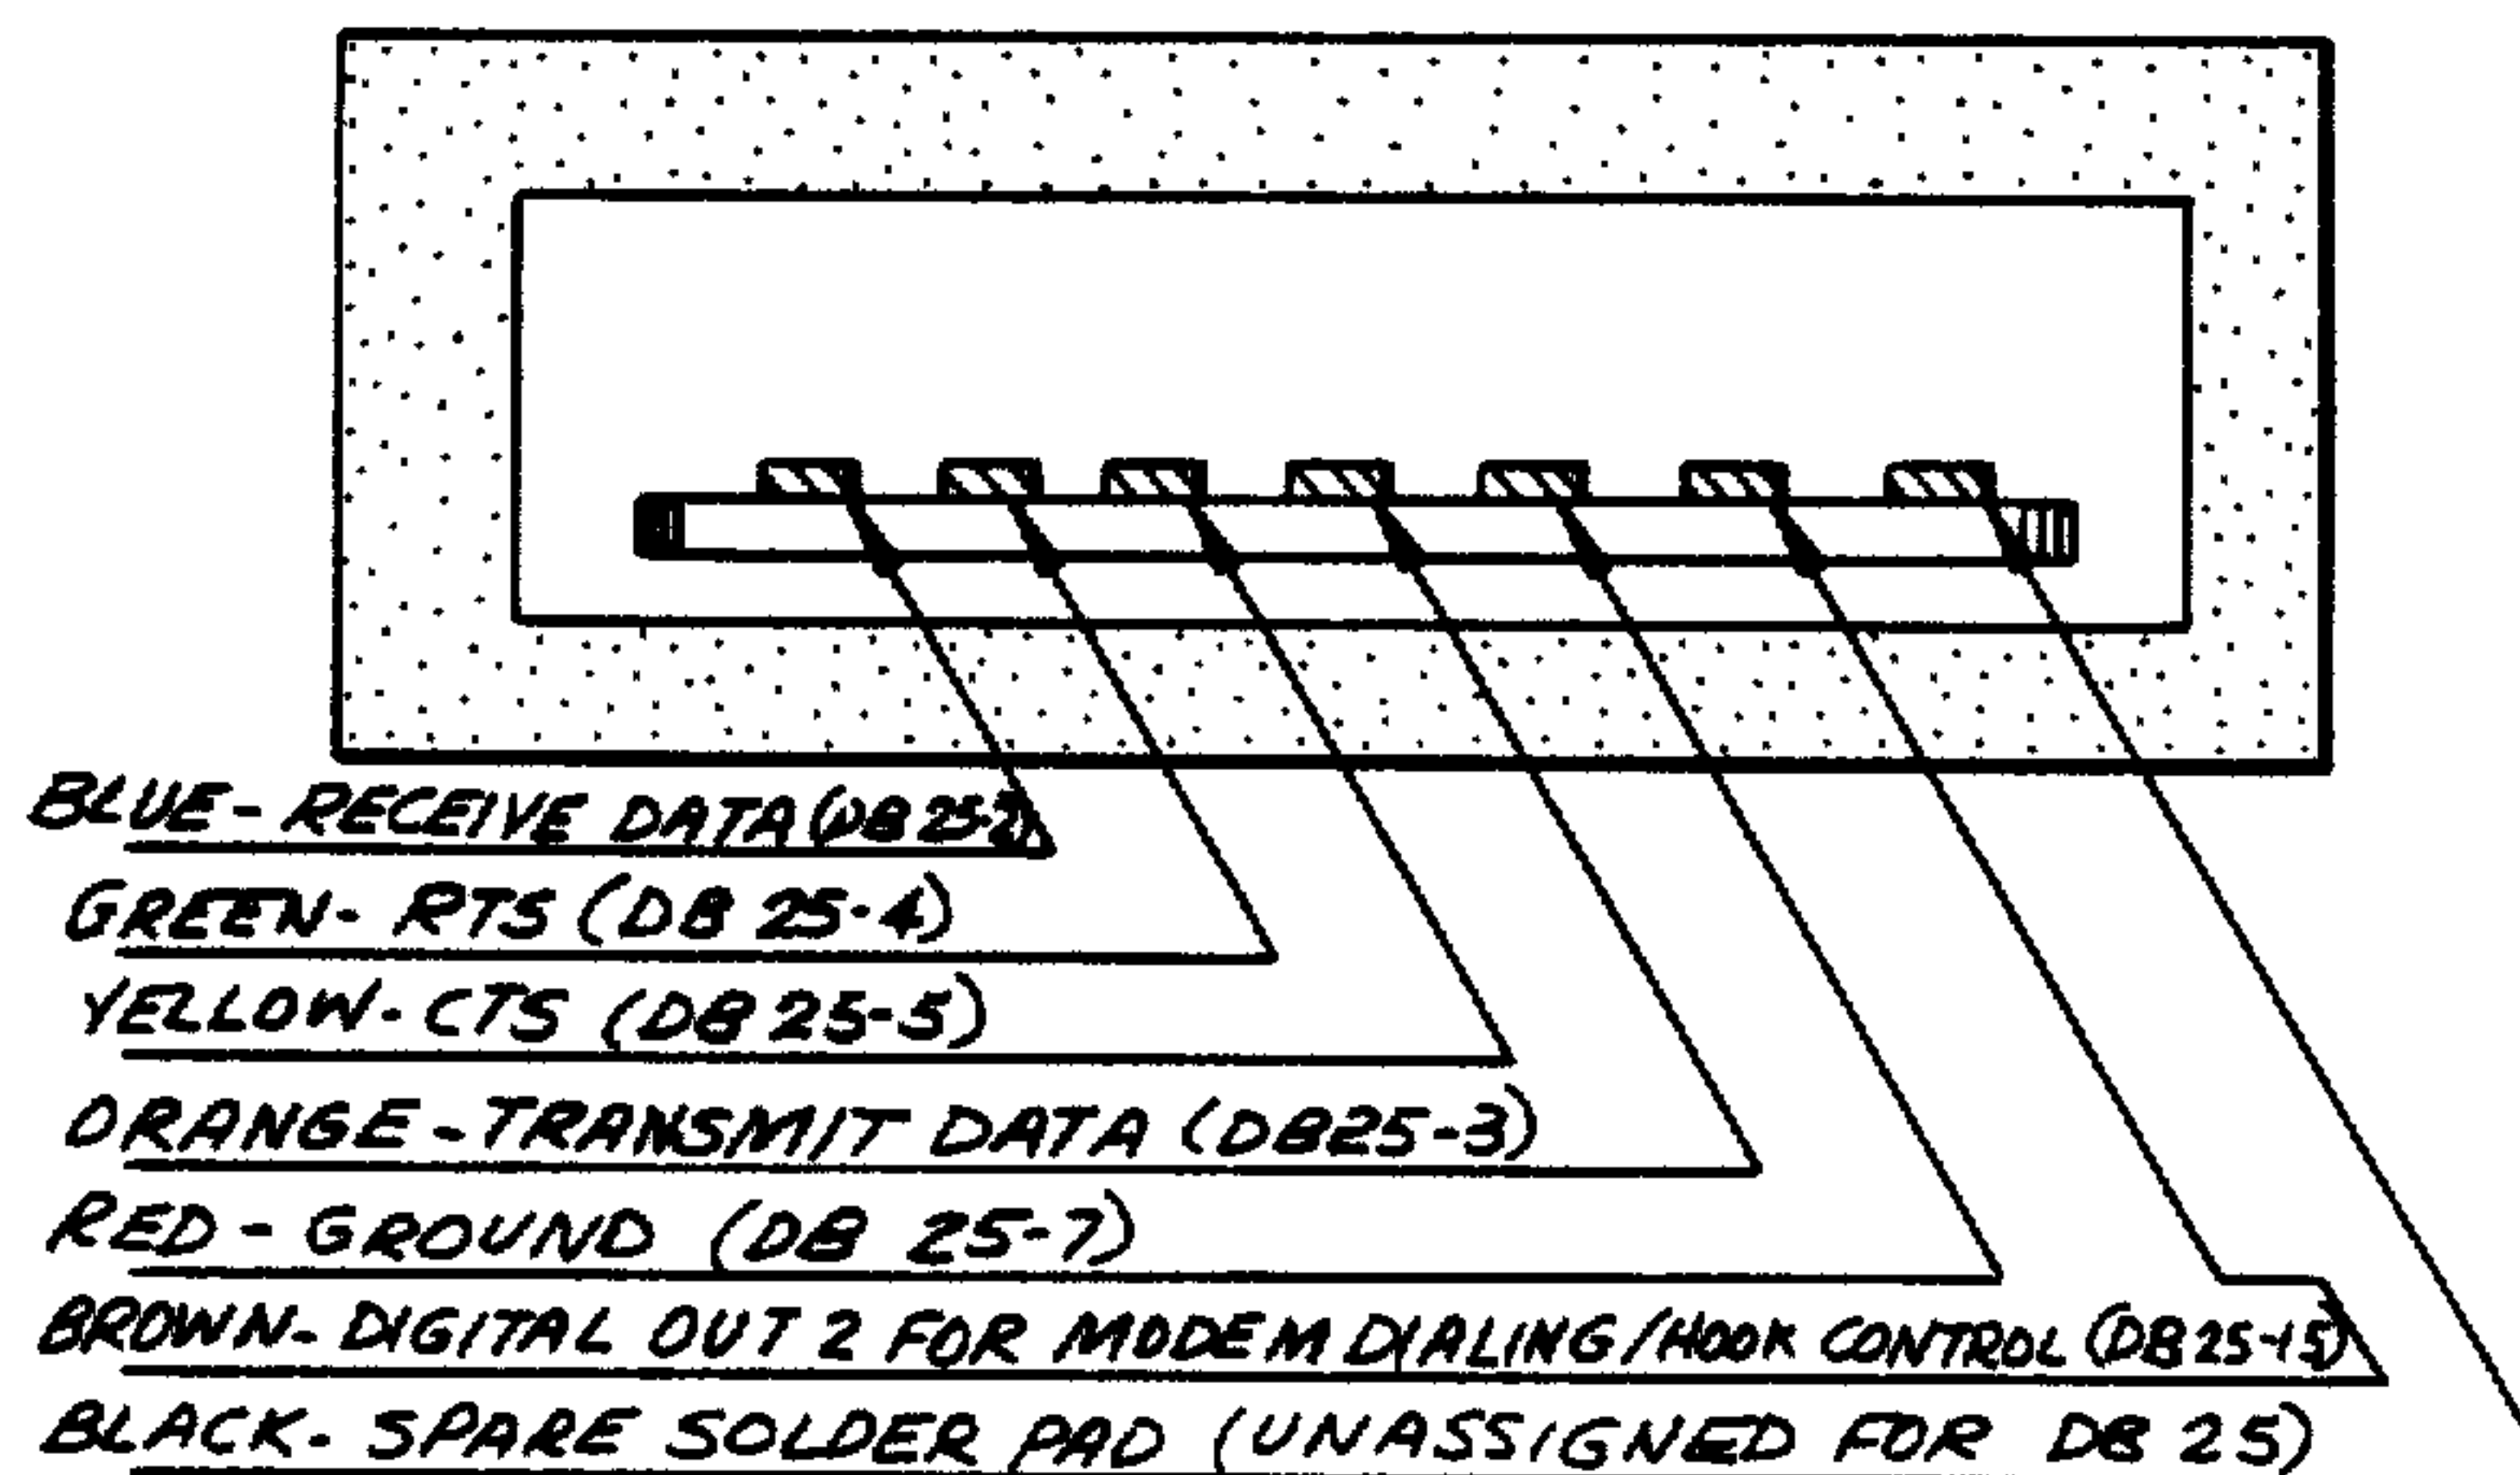 BLUE- RECEIVE DATA (DB 25-2)
GREEN- RTS (DB 25-4)
YELLOW- CTS (DB 25-5)
ORANGE-TRANSMIT DATA (DB25-3)
RED - GROUND (DB 25-7)
BROWN- DIGITAL OUT 2 FOR MODEM DIALING/HOOK CONTROL (DB 25-15)
BLACK- SPARE SOLDER PAD (UNASSIGNED FOR DB 25)